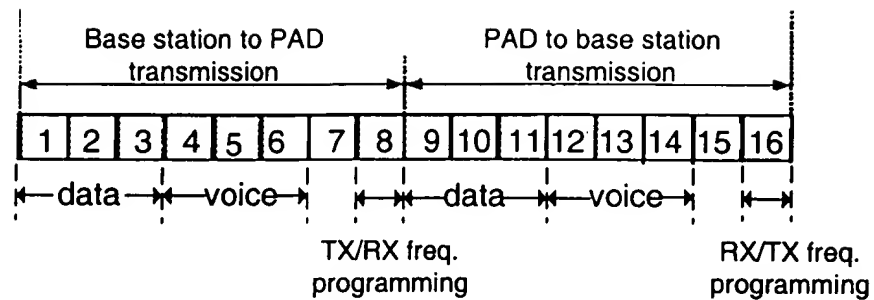 Base station to PAD
transmission
PAD to base station
transmission
1 2 3 4 5 6 7 8 9 10 11 12 13 14 15 16
data voice data voice
TX/RX freq.
programming
RX/TX freq.
programming